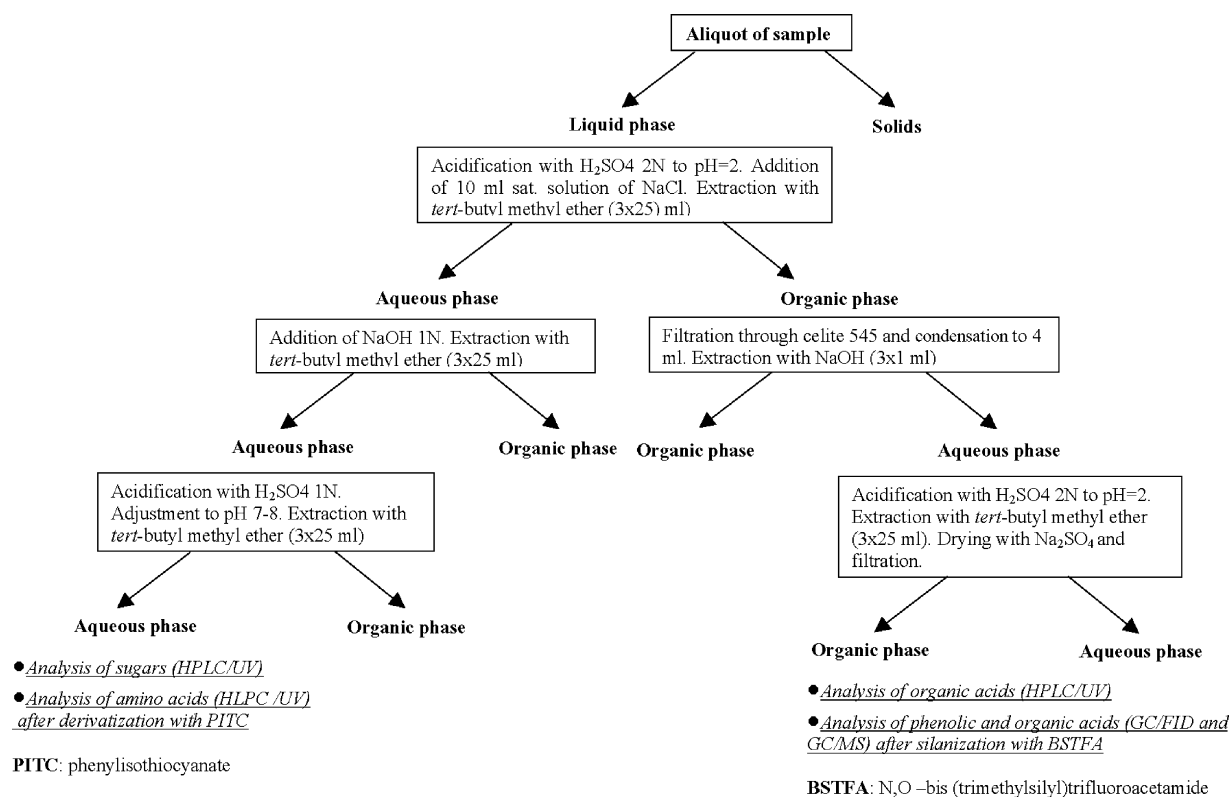 Aliquot of sample
Liquid phase
Solids
Acidification with H₂SO4 2N to pH=2. Addition
of 10 ml sat. solution of NaCl. Extraction with
tert-butyl methyl ether (3x25) ml)
Aqueous phase
Organic phase
Addition of NaOH 1N. Extraction with
tert-butyl methyl ether (3x25 ml)
Filtration through celite 545 and condensation to 4
ml. Extraction with NaOH (3x1 ml)
Aqueous phase
Organic phase
Organic phase
Aqueous phase
Acidification with H₂SO4 1N.
Adjustment to pH 7-8. Extraction with
tert-butyl methyl ether (3x25 ml)
Acidification with H₂SO4 2N to pH=2.
Extraction with tert-butyl methyl ether
(3x25 ml). Drying with Na₂SO₄ and
filtration.
Aqueous phase
Organic phase
Organic phase
Aqueous phase
●Analysis of sugars (HPLC/UV)
●Analysis of amino acids (HLPC /UV)
after derivatization with PITC
PITC: phenylisothiocyanate
●Analysis of organic acids (HPLC/UV)
●Analysis of phenolic and organic acids (GC/FID and
GC/MS) after silanization with BSTFA
BSTFA: N,O –bis (trimethylsilyl)trifluoroacetamide